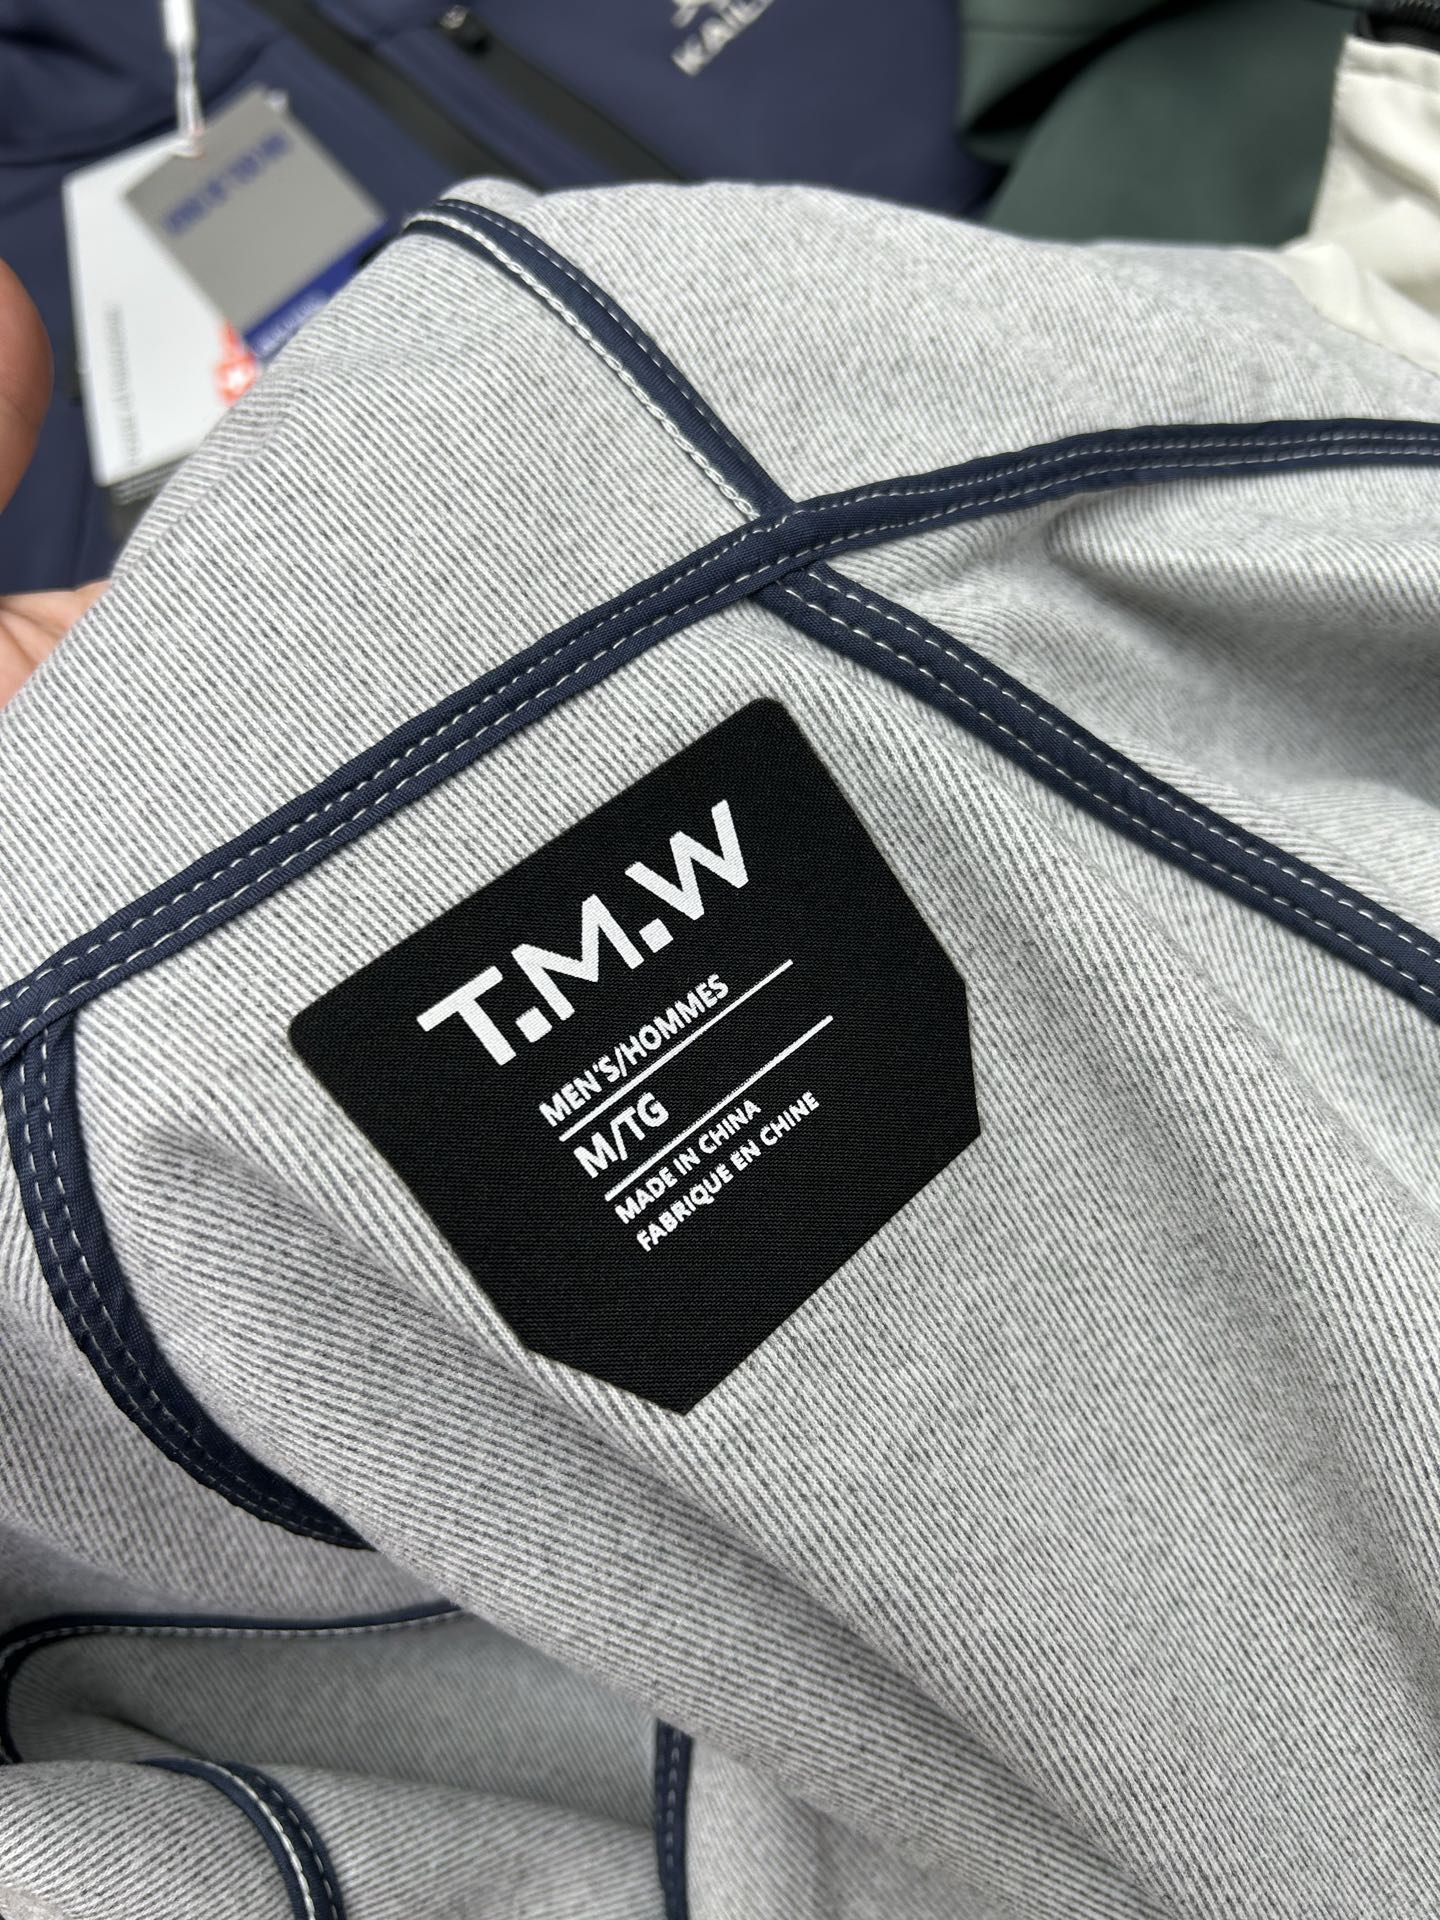 T.M.W
MEN'S/HOMMES
M/TG
MADE IN CHINA
FABRIQUE EN CHINE